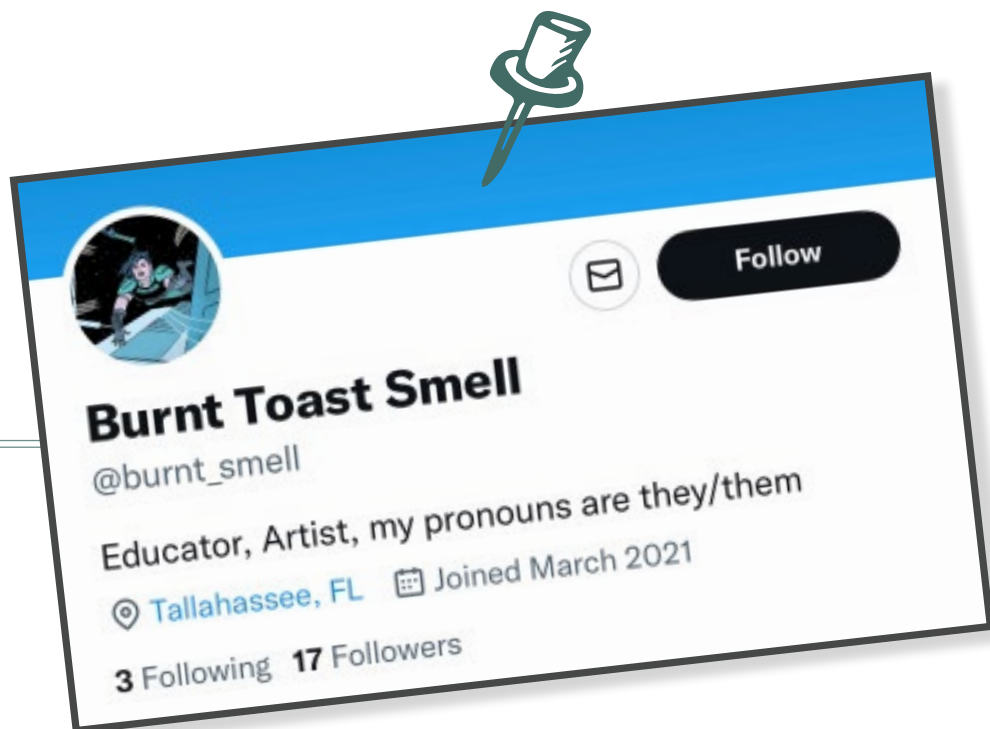 Follow
Burnt Toast Smell
@burnt_smell
Educator, Artist, my pronouns are they/them
Tallahassee, FL Joined March 2021
3 Following 17 Followers